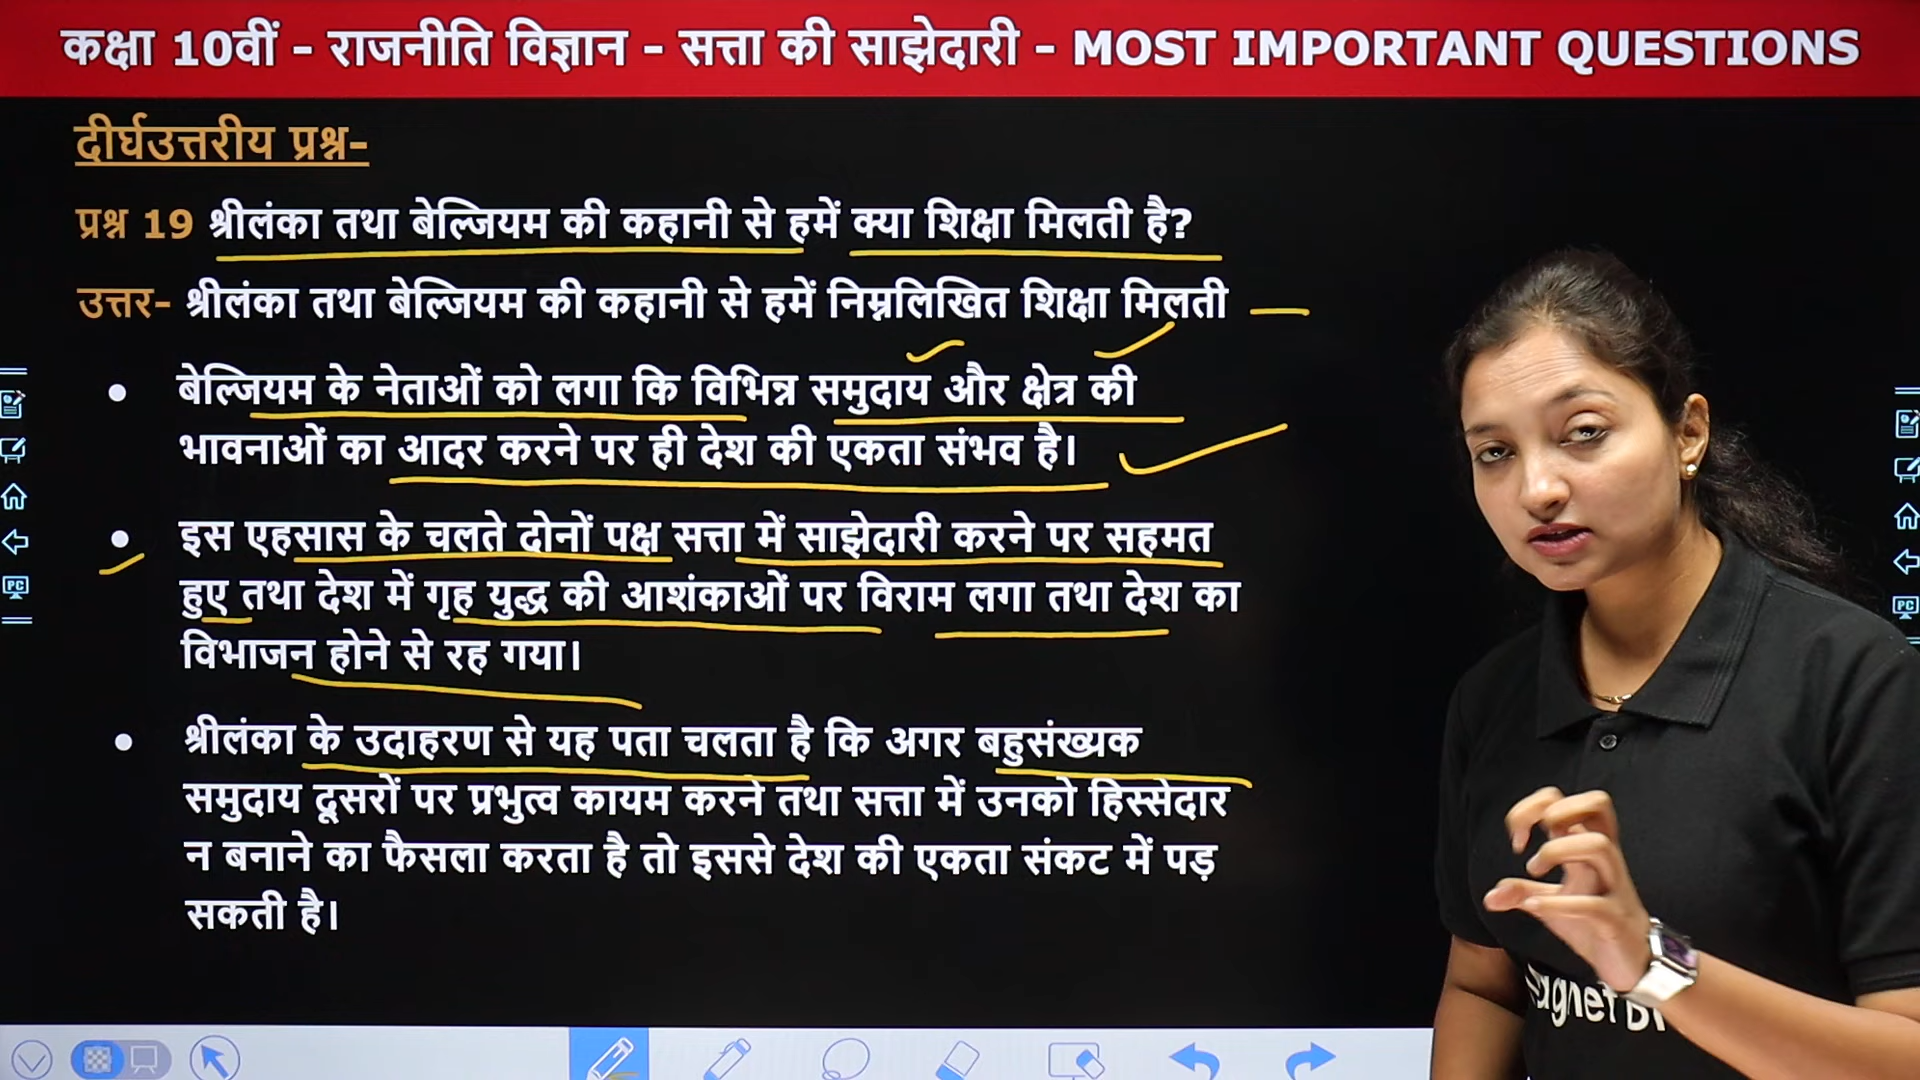 कक्षा 10वीं - राजनीति विज्ञान - सत्ता की साझेदारी - MOST IMPORTANT QUESTIONS
दीर्घउत्तरीय प्रश्न-
प्रश्न 19 श्रीलंका तथा बेल्जियम की कहानी से हमें क्या शिक्षा मिलती है?
उत्तर- श्रीलंका तथा बेल्जियम की कहानी से हमें निम्नलिखित शिक्षा मिलती
• बेल्जियम के नेताओं को लगा कि विभिन्न समुदाय और क्षेत्र की
भावनाओं का आदर करने पर ही देश की एकता संभव है।
• इस एहसास के चलते दोनों पक्ष सत्ता में साझेदारी करने पर सहमत
हुए तथा देश में गृह युद्ध की आशंकाओं पर विराम लगा तथा देश का
विभाजन होने से रह गया।
• श्रीलंका के उदाहरण से यह पता चलता है कि अगर बहुसंख्यक
समुदाय दूसरों पर प्रभुत्व कायम करने तथा सत्ता में उनको हिस्सेदार
न बनाने का फैसला करता है तो इससे देश की एकता संकट में पड़
सकती है।
PC
PC